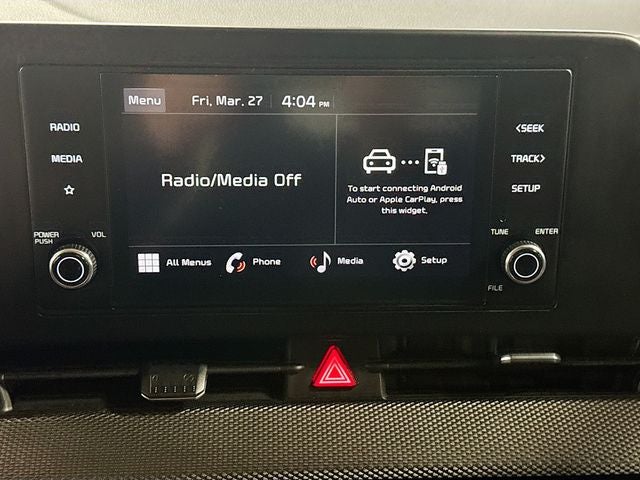 Menu Fri, Mar. 27 4:04 PM
RADIO
MEDIA
POWER
PUSH
VOL
Radio/Media Off
To start connecting Android
Auto or Apple CarPlay, press
this widget.
All Menus Phone Media Setup
<SEEK
TRACK>
SETUP
TUNE ENTER
FILE